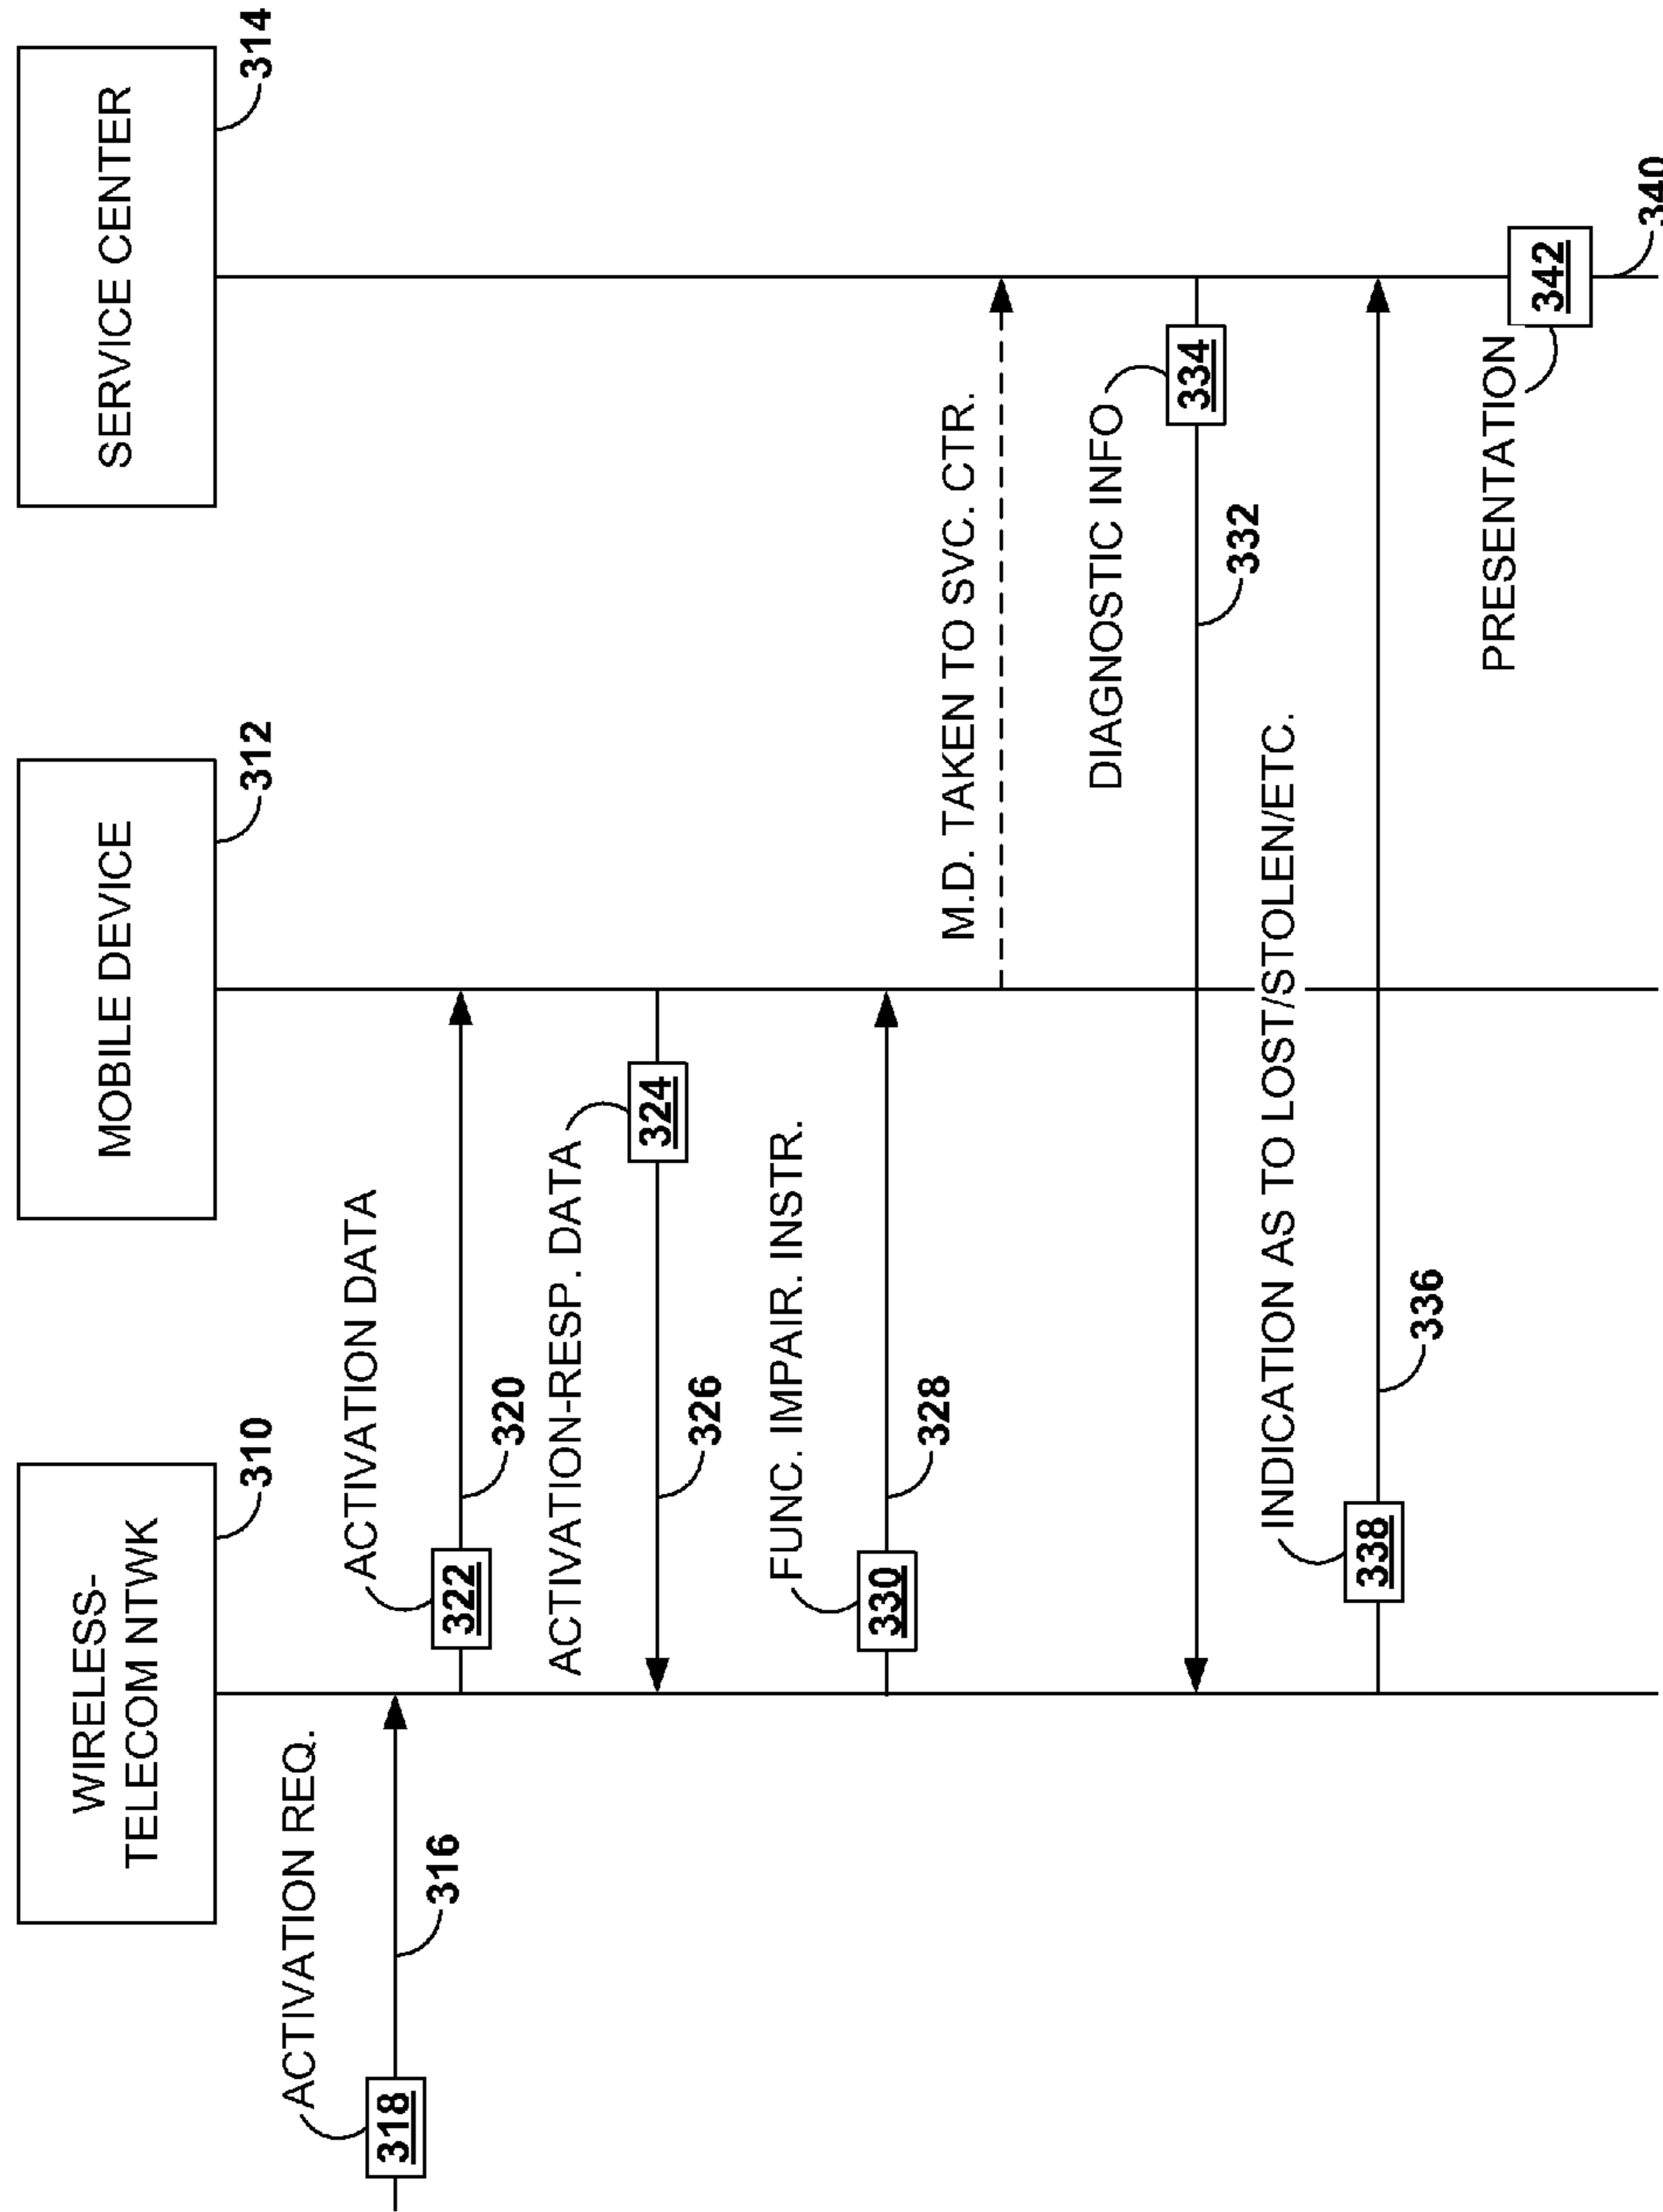 WIRELESS-
TELECOM NTWK
310
MOBILE DEVICE
312
SERVICE CENTER
314
ACTIVATION REQ.
318
316
ACTIVATION DATA
322
320
ACTIVATION-RESP. DATA
324
326
FUNC. IMPAIR. INSTR.
330
328
M.D. TAKEN TO SVC. CTR.
DIAGNOSTIC INFO
334
332
INDICATION AS TO LOST/STOLEN/ETC.
338
336
PRESENTATION
342
340